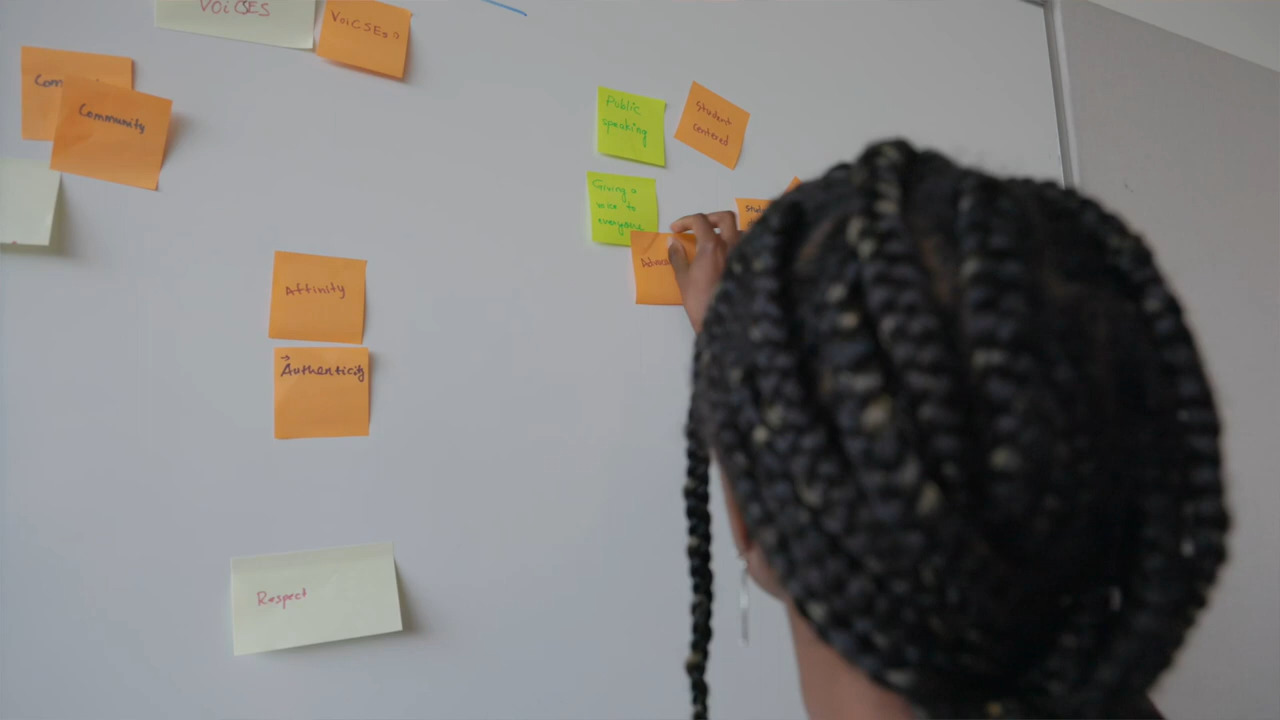 VOiCSES
VOiCSEs
Community
Public
speaking
Student
centered
Giving a
voice to
everyone
Affinity
→Authenticity
Respect